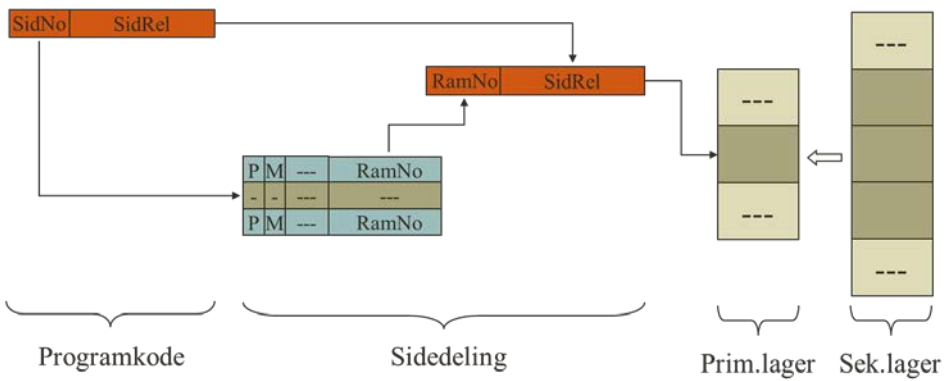 SidNo SidRel
RamNo SidRel
---
---
P M --- RamNo
- - --- ---
P M --- RamNo
---
---
Programkode
Sidedeling
Prim.lager
Sek.lager